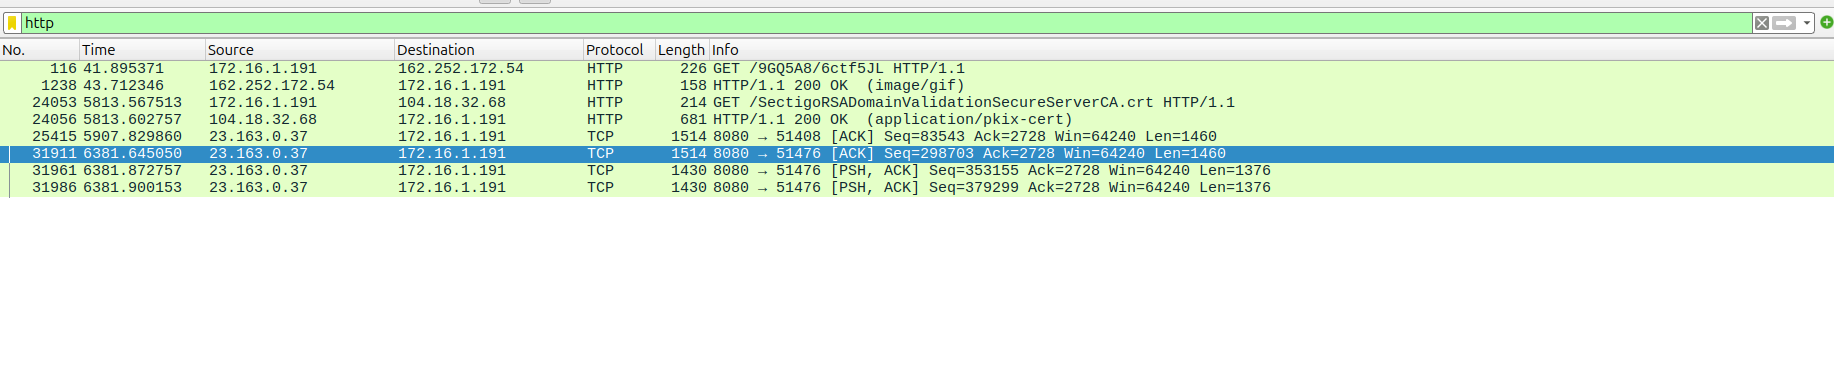 http
No. Time Source Destination Protocol Length Info
116 41.895371 172.16.1.191 162.252.172.54 HTTP 226 GET /9GQ5A8/6ctf5JL HTTP/1.1
1238 43.712346 162.252.172.54 172.16.1.191 HTTP 158 HTTP/1.1 200 OK (image/gif)
24053 5813.567513 172.16.1.191 104.18.32.68 HTTP 214 GET /SectigoRSADomainValidationSecureServerCA.crt HTTP/1.1
24056 5813.602757 104.18.32.68 172.16.1.191 HTTP 681 HTTP/1.1 200 OK (application/pkix-cert)
25415 5907.829860 23.163.0.37 172.16.1.191 TCP 1514 8080 → 51408 [ACK] Seq=83543 Ack=2728 Win=64240 Len=1460
31911 6381.645050 23.163.0.37 172.16.1.191 TCP 1514 8080 → 51476 [ACK] Seq=298703 Ack=2728 Win=64240 Len=1460
31961 6381.872757 23.163.0.37 172.16.1.191 TCP 1430 8080 → 51476 [PSH, ACK] Seq=353155 Ack=2728 Win=64240 Len=1376
31986 6381.900153 23.163.0.37 172.16.1.191 TCP 1430 8080 → 51476 [PSH, ACK] Seq=379299 Ack=2728 Win=64240 Len=1376